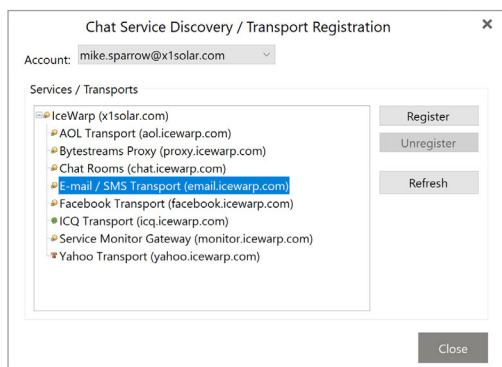 Chat Service Discovery / Transport Registration
Account: mike.sparrow@x1solar.com
Services / Transports
IceWarp (x1solar.com)
AOL Transport (aol.icewarp.com)
Bytestreams Proxy (proxy.icewarp.com)
Chat Rooms (chat.icewarp.com)
E-mail / SMS Transport (email.icewarp.com)
Facebook Transport (facebook.icewarp.com)
ICQ Transport (icq.icewarp.com)
Service Monitor Gateway (monitor.icewarp.com)
Yahoo Transport (yahoo.icewarp.com)
Register
Unregister
Refresh
Close